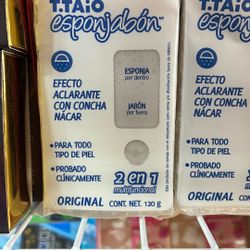 T.TAiO
esponjabón
EFECTO
ACLARANTE
CON CONCHA
NÁCAR
ESPONJA
por dentro
JABÓN
por fuera
• PARA TODO
TIPO DE PIEL
• PROBADO
CLÍNICAMENTE
2 en 1
multifuncional
ORIGINAL CONT. NET. 120 g
T.TAiO
esponjabón
EFECTO
ACLARANTE
CON CONCHA
NÁCAR
• PARA TODO
TIPO DE PIEL
• PROBADO
CLÍNICAMENTE
ORIGINAL